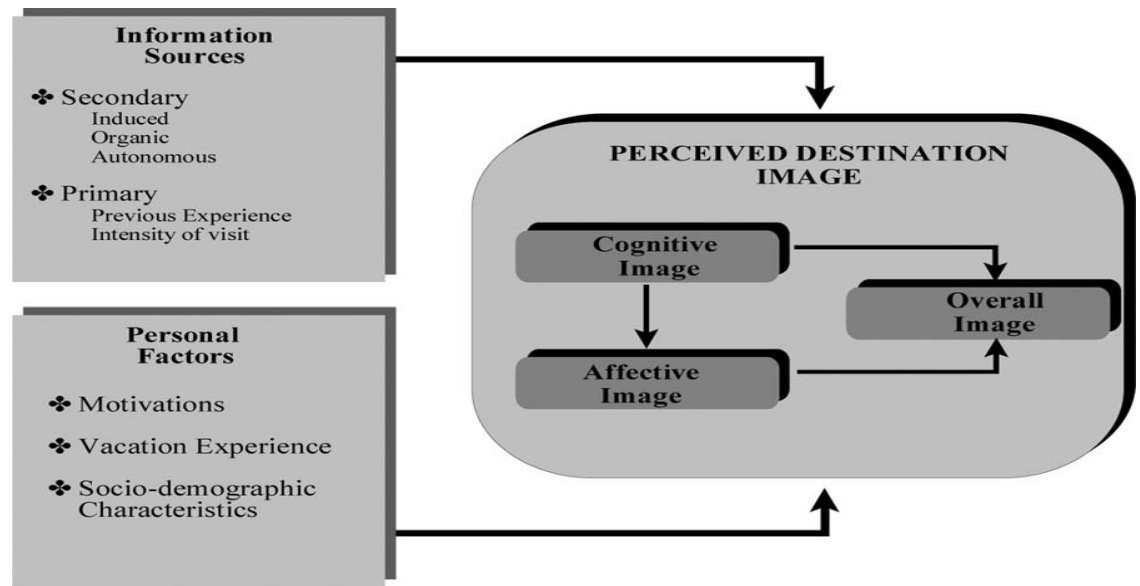 Information
Sources
✤ Secondary
Induced
Organic
Autonomous
✤ Primary
Previous Experience
Intensity of visit
Personal
Factors
✤ Motivations
✤ Vacation Experience
✤ Socio-demographic
Characteristics
PERCEIVED DESTINATION
IMAGE
Cognitive
Image
Affective
Image
Overall
Image